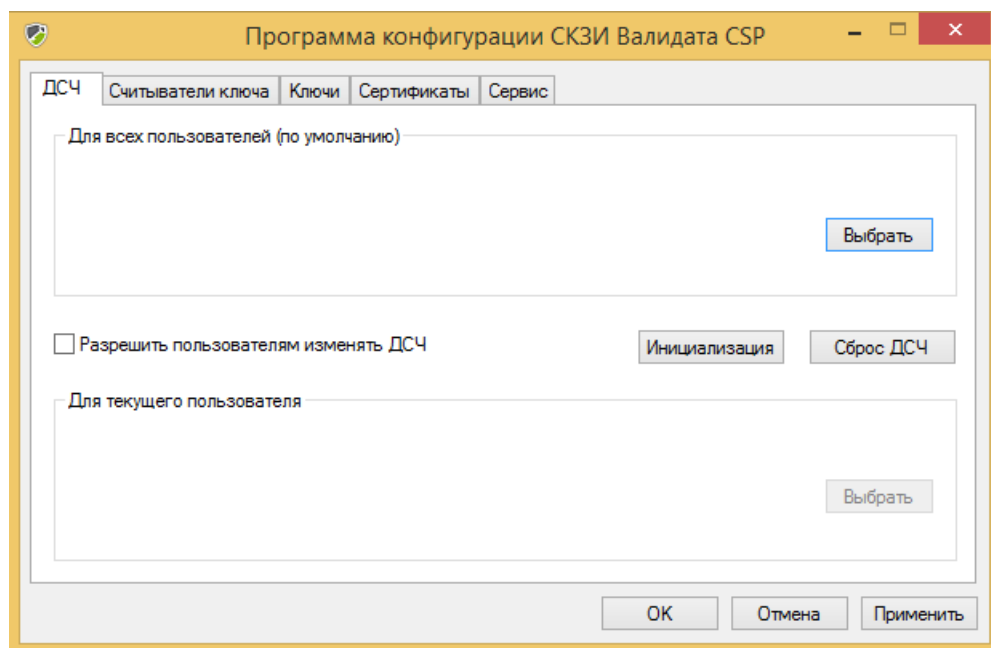 Программа конфигурации СКЗИ Валидата CSP
ДСЧ Считыватели ключа Ключи Сертификаты Сервис
Для всех пользователей (по умолчанию)
Выбрать
Разрешить пользователям изменять ДСЧ Инициализация Сброс ДСЧ
Для текущего пользователя
Выбрать
OK Отмена Применить